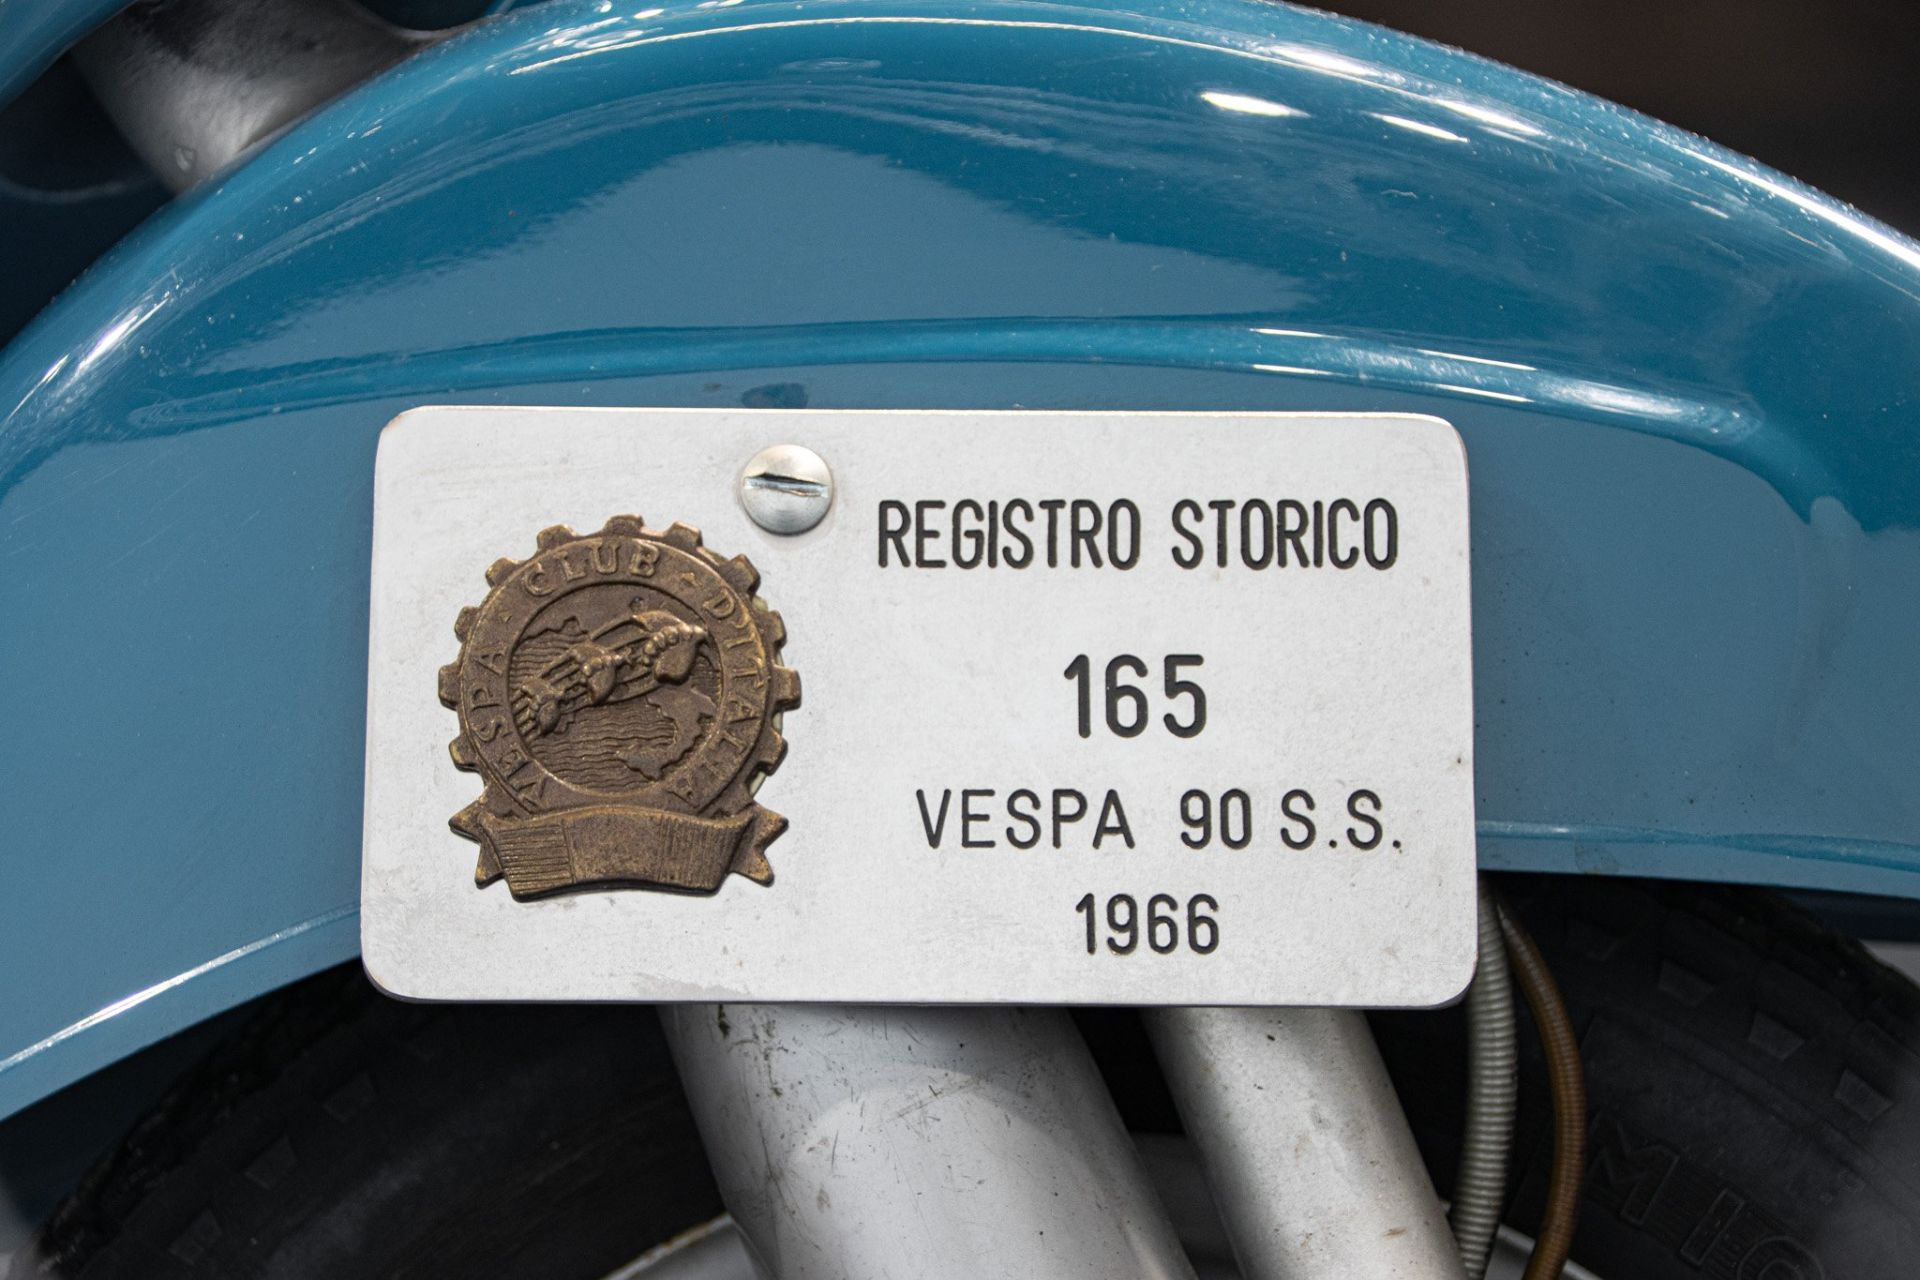 VESPA · CLUB · D'ITALIA
REGISTRO STORICO
165
VESPA 90 S.S.
1966